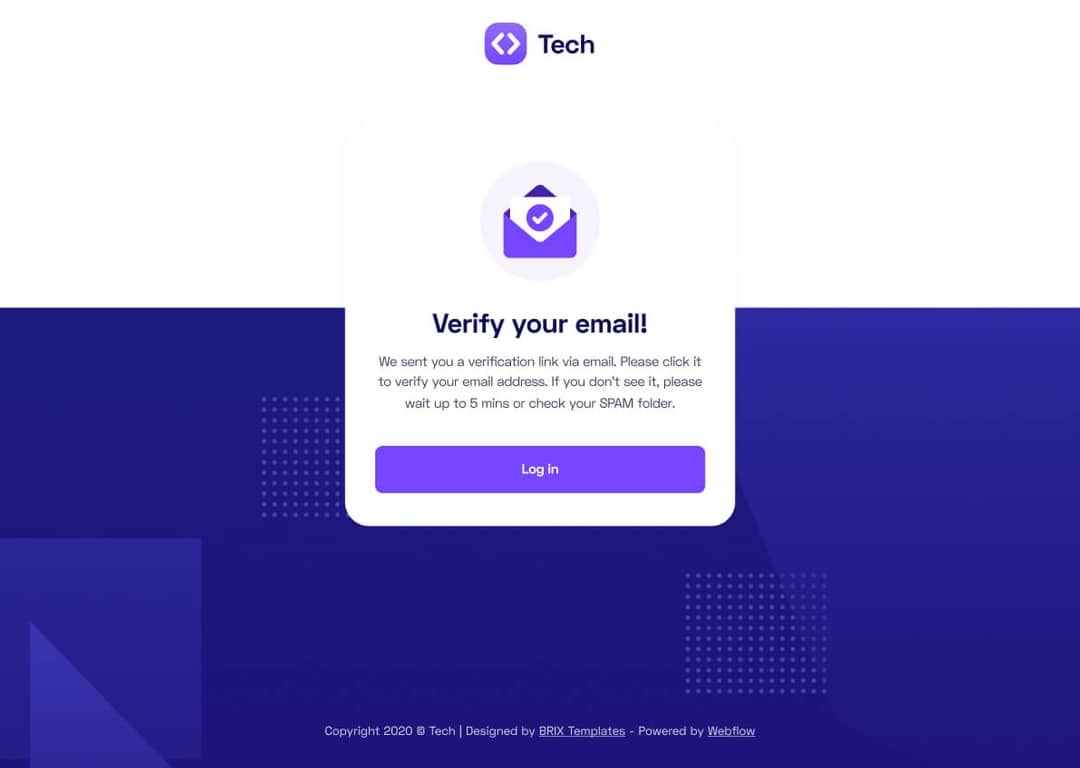 Tech
Verify your email!
We sent you a verification link via email. Please click it
to verify your email address. If you don't see it, please
wait up to 5 mins or check your SPAM folder.
Log in
Copyright 2020 © Tech | Designed by BRIX Templates - Powered by Webflow